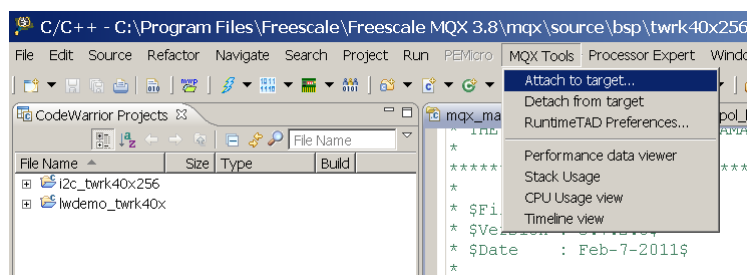 C/C++ - C:\Program Files\Freescale\Freescale MQX 3.8\mqx\source\bsp\twrk40x256
File Edit Source Refactor Navigate Search Project Run PEMicro MQX Tools Processor Expert
Attach to target...
Detach from target
RuntimeTAD Preferences...
Performance data viewer
Stack Usage
CPU Usage view
Timeline view
CodeWarrior Projects
File Name
File Name Size Type Build
i2c_twrk40x256
lwdemo_twrk40x
mqx_ma
* THE
*
*****
*
* $Fi
* $Date : Feb-7-2011$
*